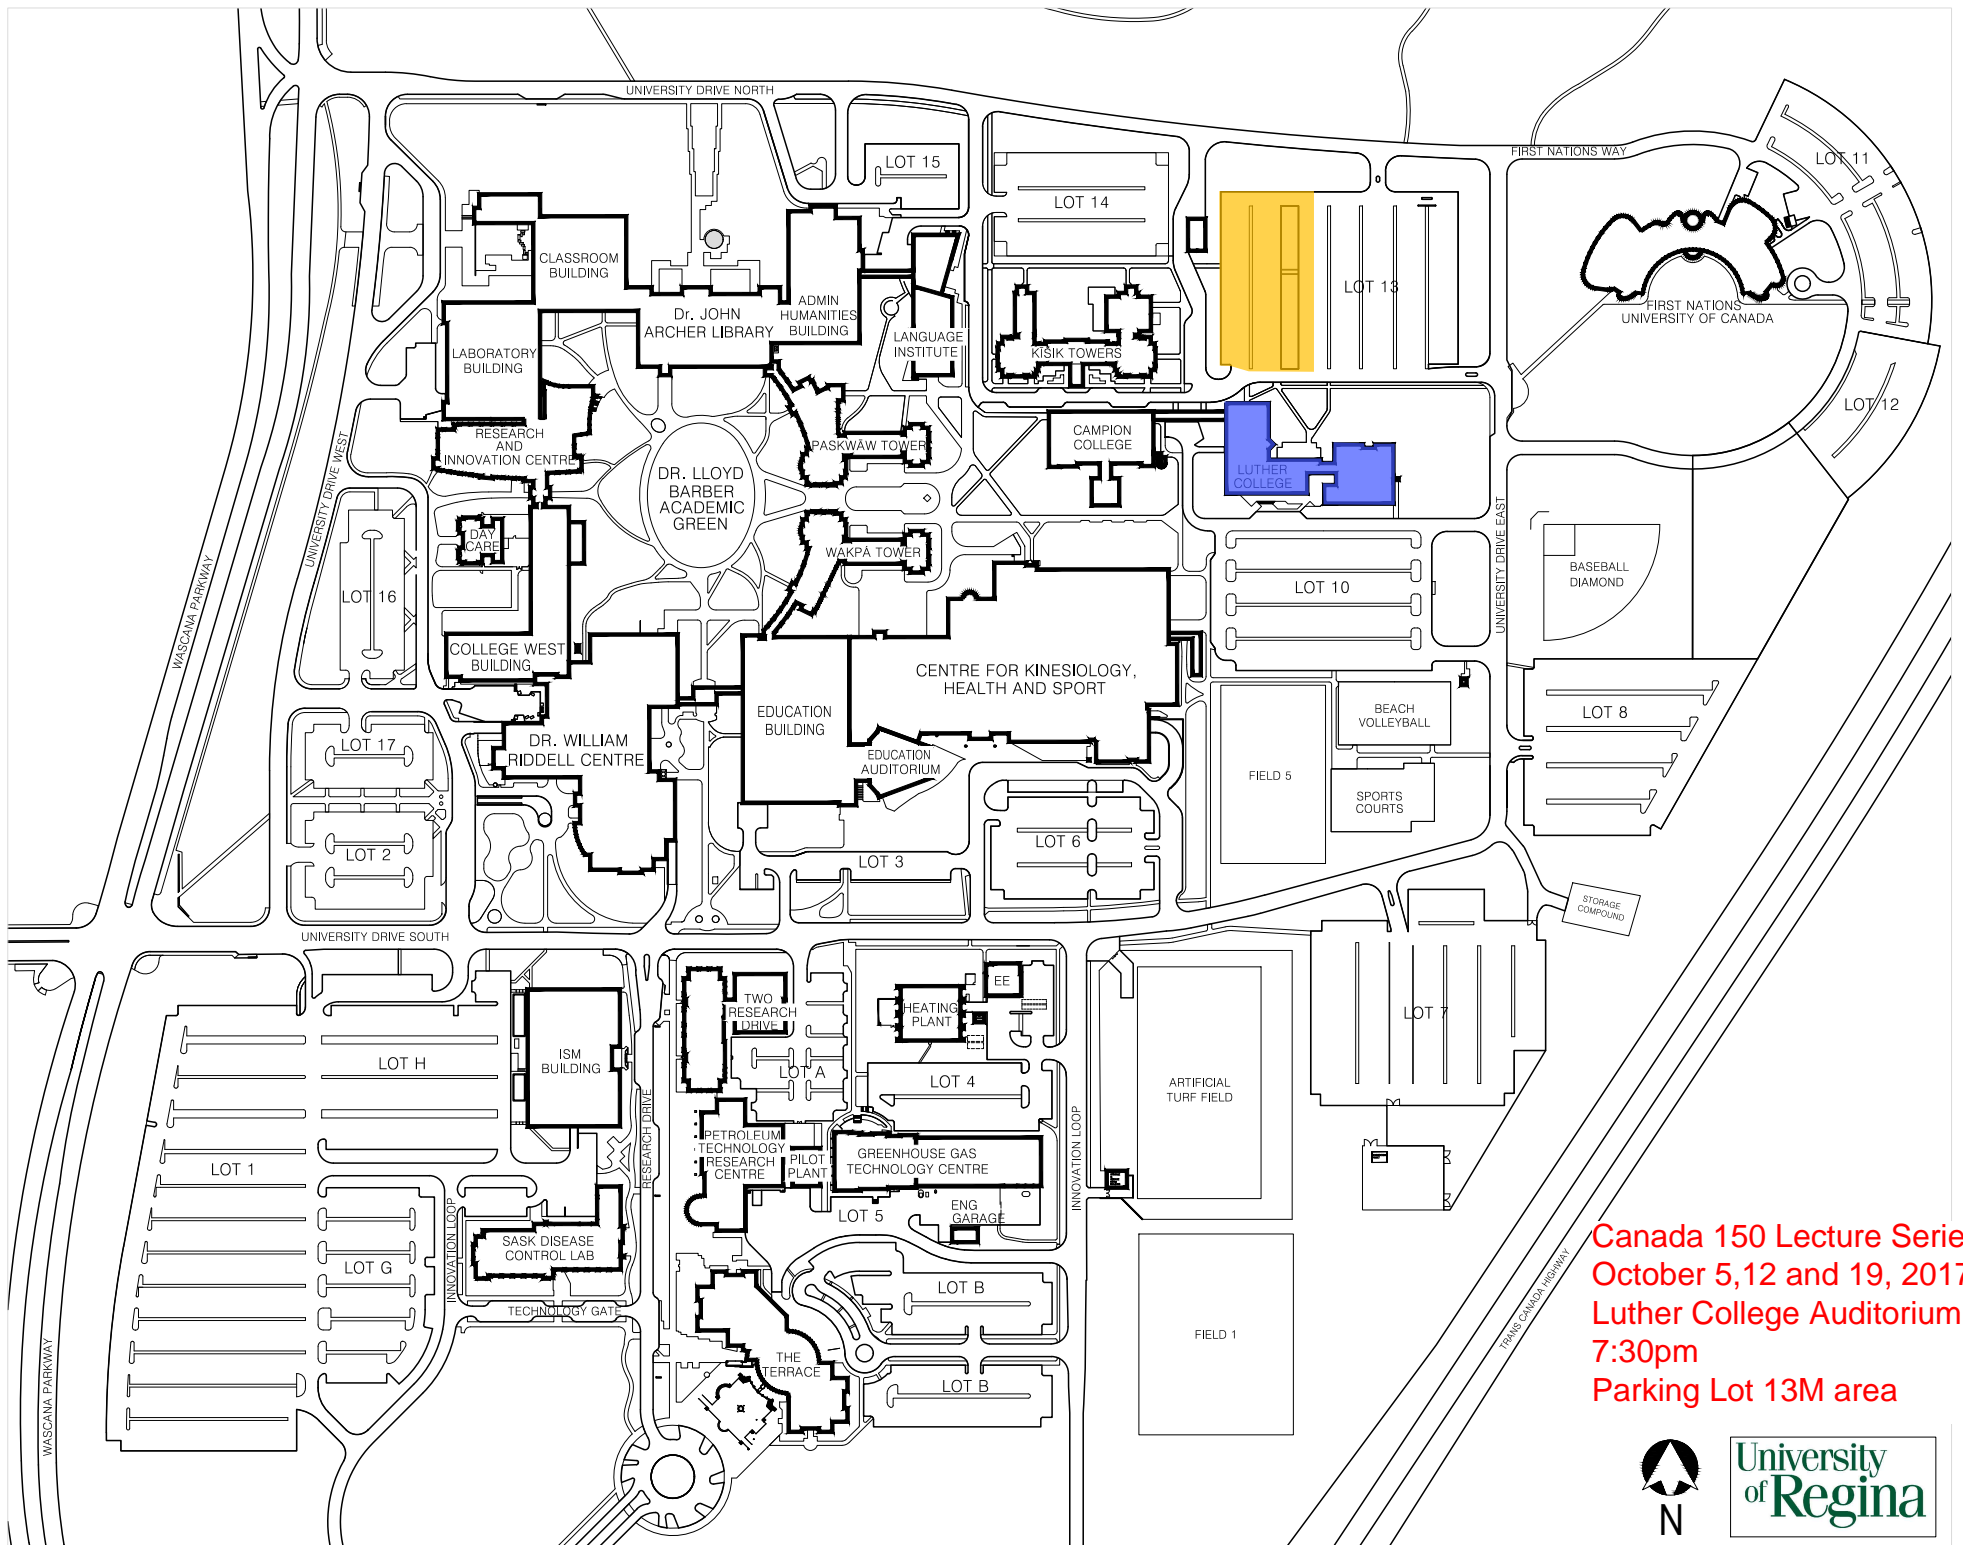 UNIVERSITY DRIVE NORTH
FIRST NATIONS WAY
LOT 11
LOT 15
LOT 14
CLASSROOM
BUILDING
ADMIN
HUMANITIES
BUILDING
Dr. JOHN
ARCHER LIBRARY
LOT 13
FIRST NATIONS
UNIVERSITY OF CANADA
LANGUAGE
INSTITUTE
KĪSIK TOWERS
LABORATORY
BUILDING
LOT 12
RESEARCH
AND
INNOVATION CENTRE
PASKWĀW TOWER
CAMPION
COLLEGE
LUTHER
COLLEGE
DR. LLOYD
BARBER
ACADEMIC
GREEN
UNIVERSITY DRIVE WEST
UNIVERSITY DRIVE EAST
DAY
CARE
WAKPĀ TOWER
BASEBALL
DIAMOND
LOT 10
LOT 16
WASCANA PARKWAY
COLLEGE WEST
BUILDING
CENTRE FOR KINESIOLOGY,
HEALTH AND SPORT
EDUCATION
BUILDING
BEACH
VOLLEYBALL
LOT 8
LOT 17
DR. WILLIAM
RIDDELL CENTRE
EDUCATION
AUDITORIUM
FIELD 5
SPORTS
COURTS
LOT 2
LOT 3
LOT 6
STORAGE
COMPOUND
UNIVERSITY DRIVE SOUTH
TWO
RESEARCH
DRIVE
HEATING
PLANT
EE
LOT 7
LOT H
ISM
BUILDING
LOT A
LOT 4
ARTIFICIAL
TURF FIELD
RESEARCH DRIVE
INNOVATION LOOP
PETROLEUM
TECHNOLOGY
RESEARCH
CENTRE
PILOT
PLANT
GREENHOUSE GAS
TECHNOLOGY CENTRE
LOT 1
LOT 5
ENG
GARAGE
INNOVATION LOOP
SASK DISEASE
CONTROL LAB
LOT G
TECHNOLOGY GATE
LOT B
FIELD 1
THE
TERRACE
LOT B
WASCANA PARKWAY
TRANS CANADA HIGHWAY
Canada 150 Lecture Serie
October 5,12 and 19, 2017
Luther College Auditorium
7:30pm
Parking Lot 13M area
N
University
of Regina